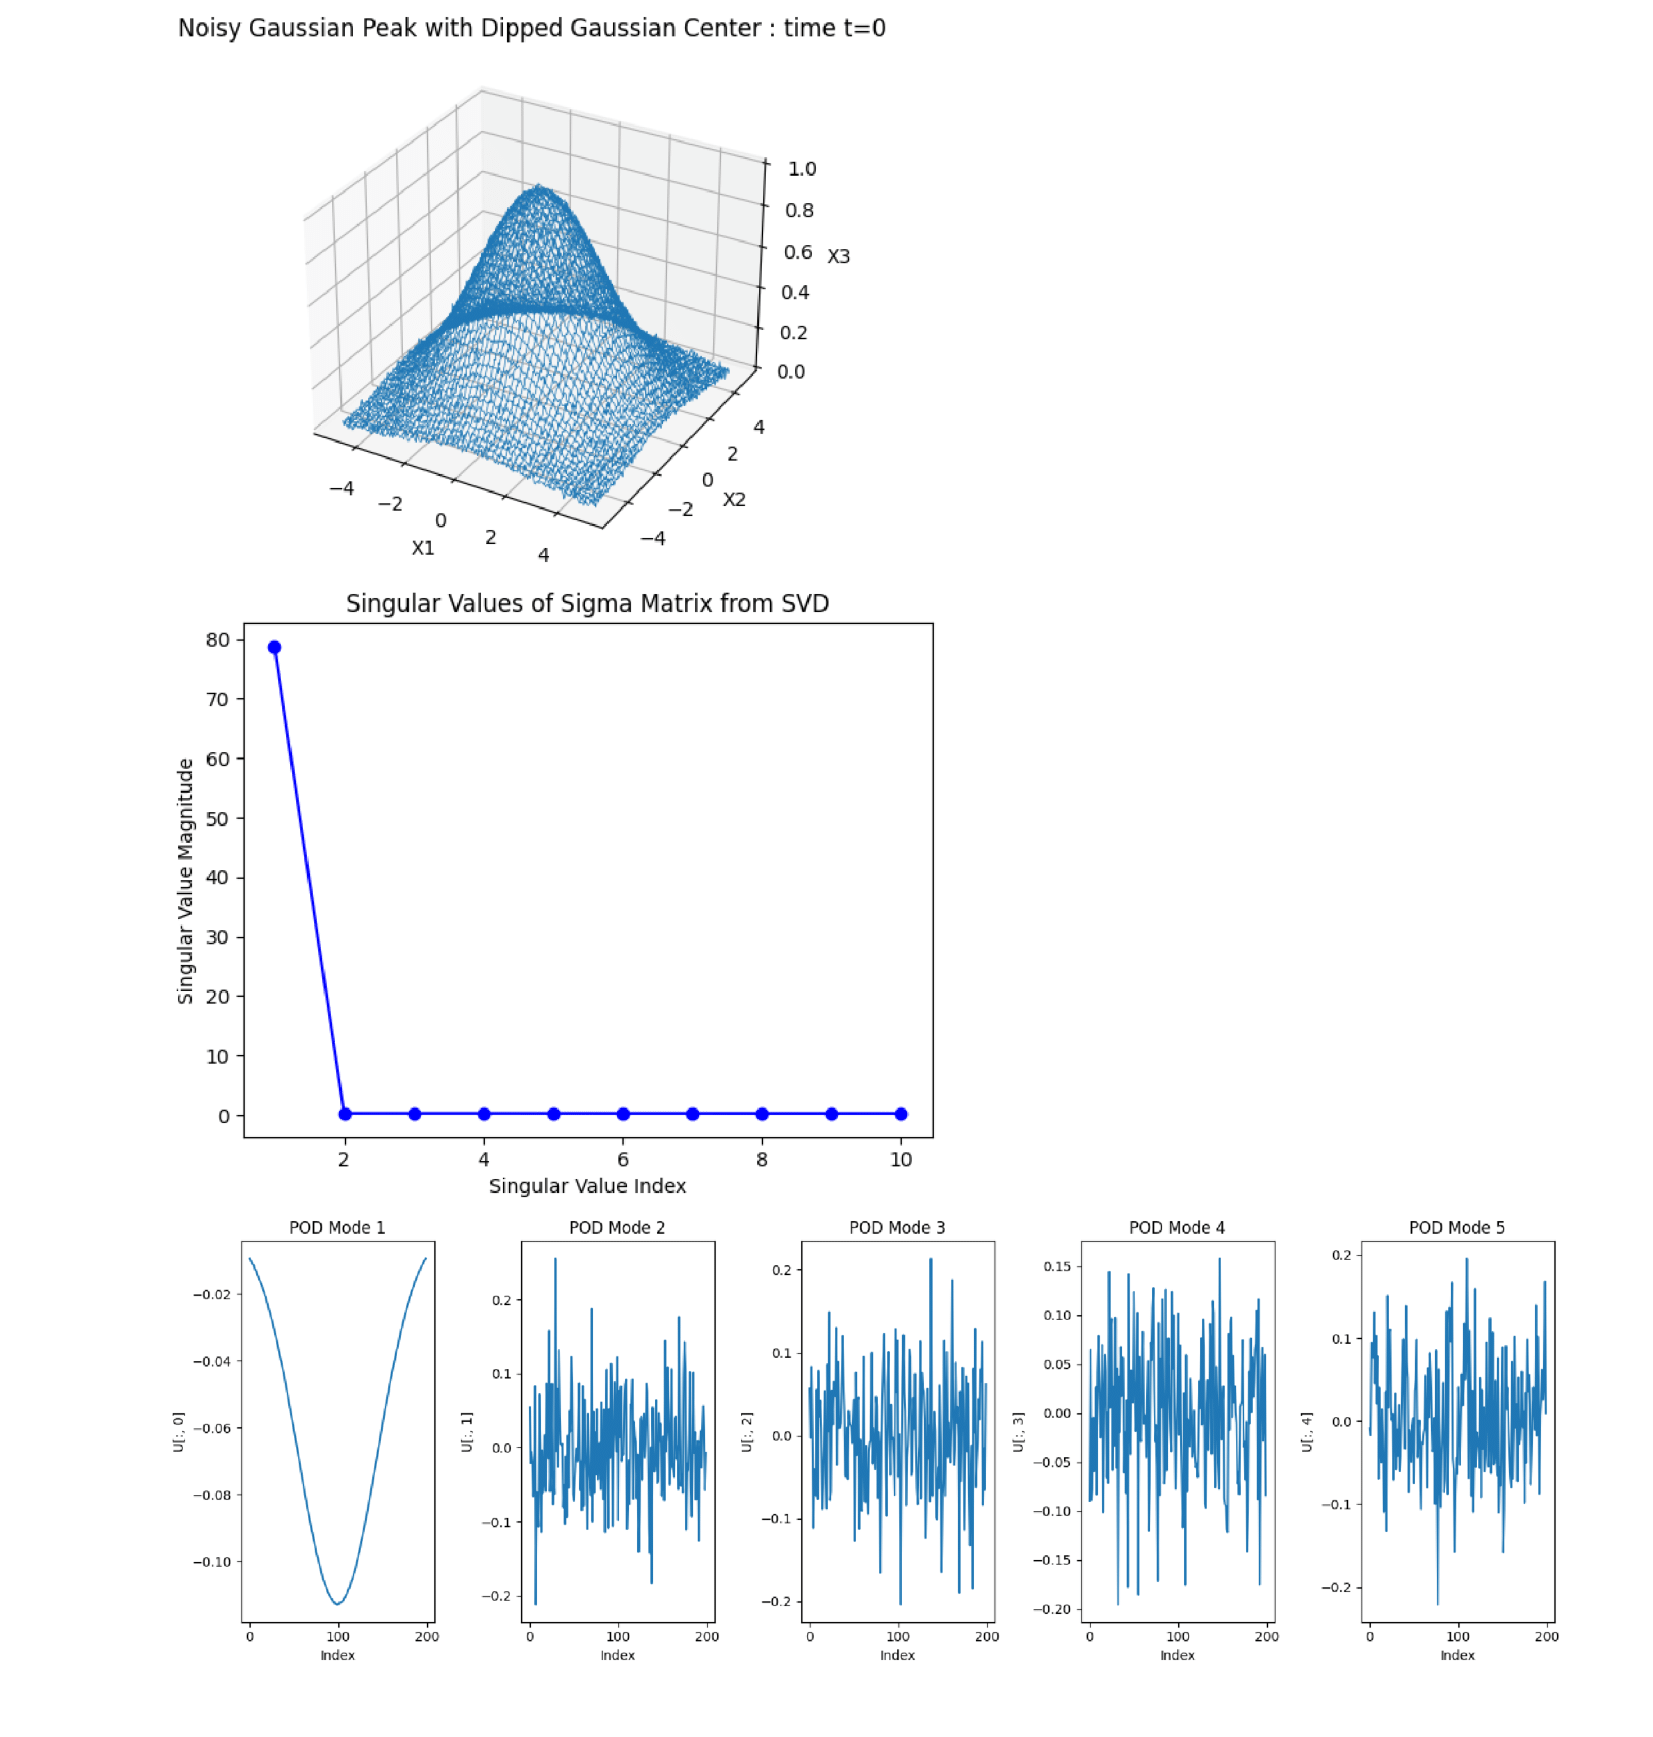 Noisy Gaussian Peak with Dipped Gaussian Center : time t=0
1.0
0.8
0.6
X3
0.4
0.2
0.0
4
2
0
X2
−2
−4
−4
−2
0
X1
2
4
Singular Values of Sigma Matrix from SVD
80
70
60
50
40
30
20
10
0
Singular Value Magnitude
2 4 6 8 10
Singular Value Index
POD Mode 1
−0.02
−0.04
−0.06
−0.08
−0.10
U[:, 0]
0 100 200
Index
POD Mode 2
0.2
0.1
0.0
−0.1
−0.2
U[:, 1]
0 100 200
Index
POD Mode 3
0.2
0.1
0.0
−0.1
−0.2
U[:, 2]
0 100 200
Index
POD Mode 4
0.15
0.10
0.05
0.00
−0.05
−0.10
−0.15
−0.20
U[:, 3]
0 100 200
Index
POD Mode 5
0.2
0.1
0.0
−0.1
−0.2
U[:, 4]
0 100 200
Index